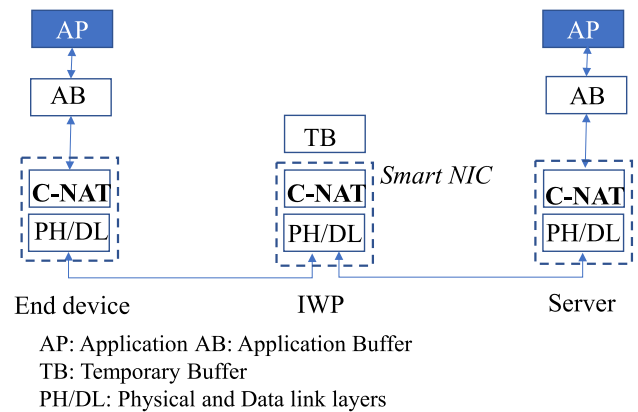 AP
AP
AB
AB
TB
Smart NIC
C-NAT
C-NAT
C-NAT
PH/DL
PH/DL
PH/DL
End device
IWP
Server
AP: Application AB: Application Buffer
TB: Temporary Buffer
PH/DL: Physical and Data link layers